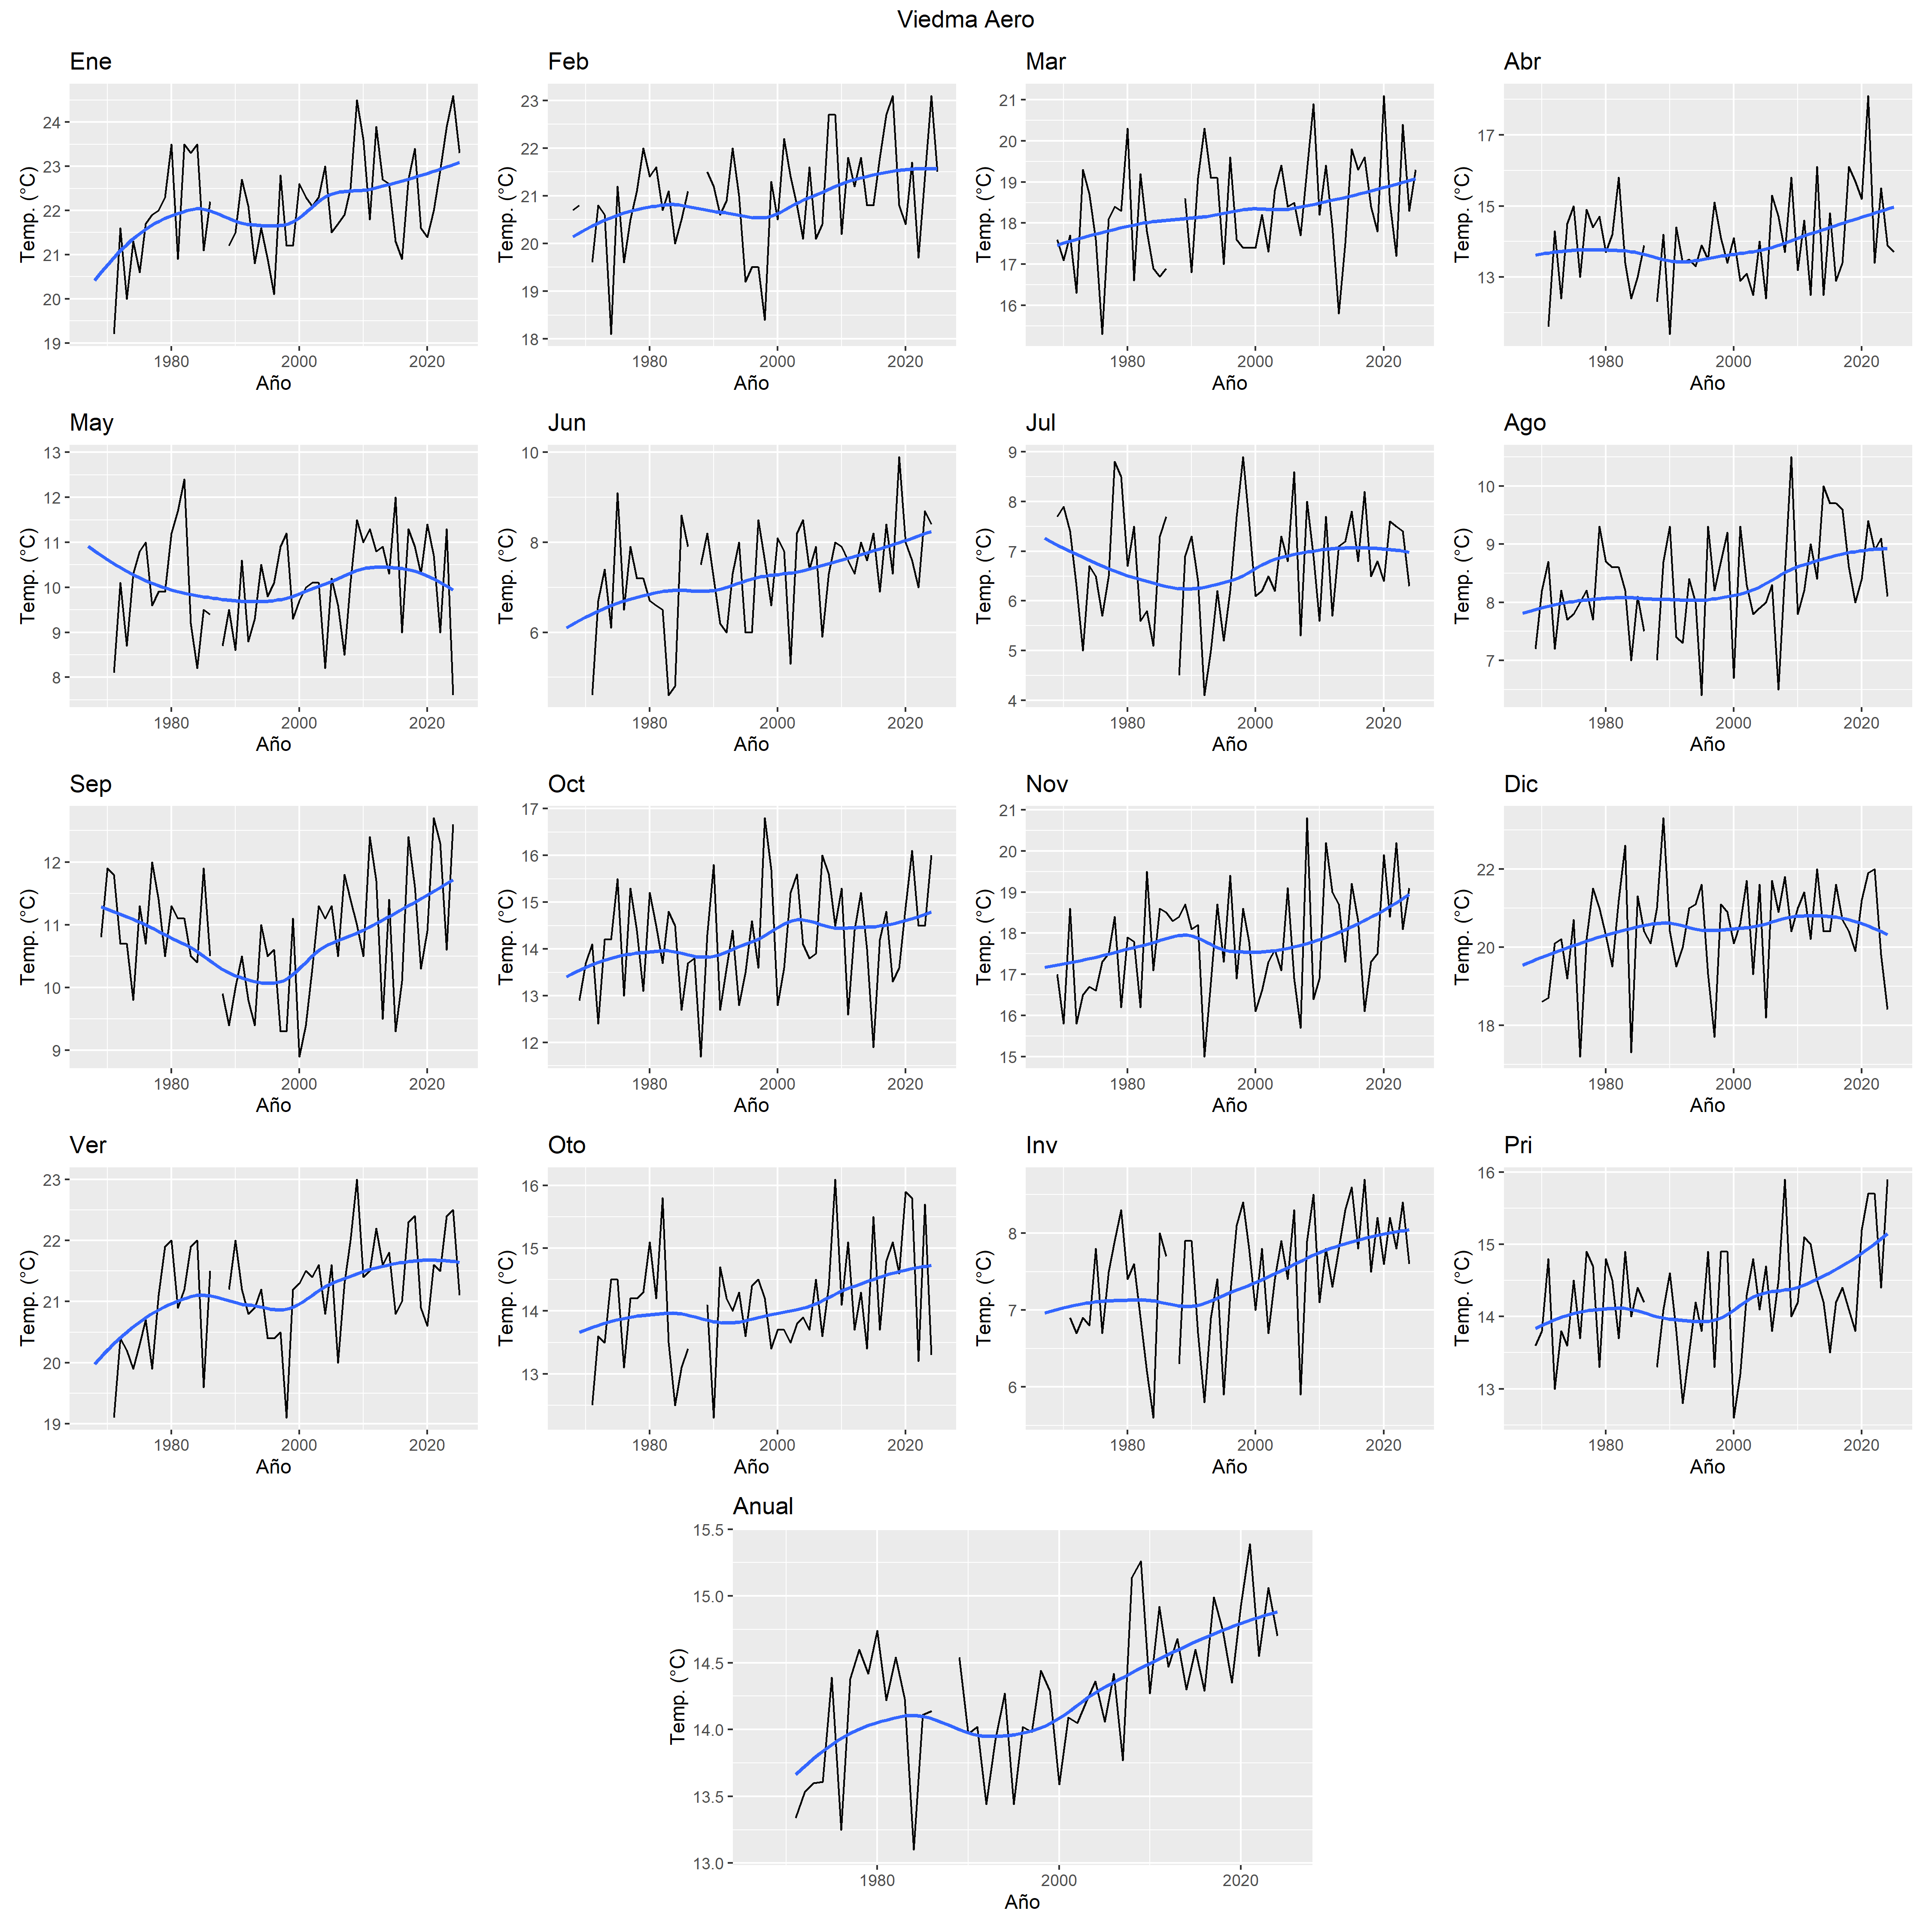 Viedma Aero
Ene Feb Mar Abr
24 23 22 21 20 19
Temp. (°C)
1980 2000 2020
Año
23 22 21 20 19 18
Temp. (°C)
1980 2000 2020
Año
21 20 19 18 17 16
Temp. (°C)
1980 2000 2020
Año
17 15 13
Temp. (°C)
1980 2000 2020
Año
May Jun Jul Ago
13 12 11 10 9 8
Temp. (°C)
1980 2000 2020
Año
10 8 6
Temp. (°C)
1980 2000 2020
Año
9 8 7 6 5 4
Temp. (°C)
1980 2000 2020
Año
10 9 8 7
Temp. (°C)
1980 2000 2020
Año
Sep Oct Nov Dic
12 11 10 9
Temp. (°C)
1980 2000 2020
Año
17 16 15 14 13 12
Temp. (°C)
1980 2000 2020
Año
21 20 19 18 17 16 15
Temp. (°C)
1980 2000 2020
Año
22 20 18
Temp. (°C)
1980 2000 2020
Año
Ver Oto Inv Pri
23 22 21 20 19
Temp. (°C)
1980 2000 2020
Año
16 15 14 13
Temp. (°C)
1980 2000 2020
Año
8 7 6
Temp. (°C)
1980 2000 2020
Año
16 15 14 13
Temp. (°C)
1980 2000 2020
Año
Anual
15.5 15.0 14.5 14.0 13.5 13.0
Temp. (°C)
1980 2000 2020
Año